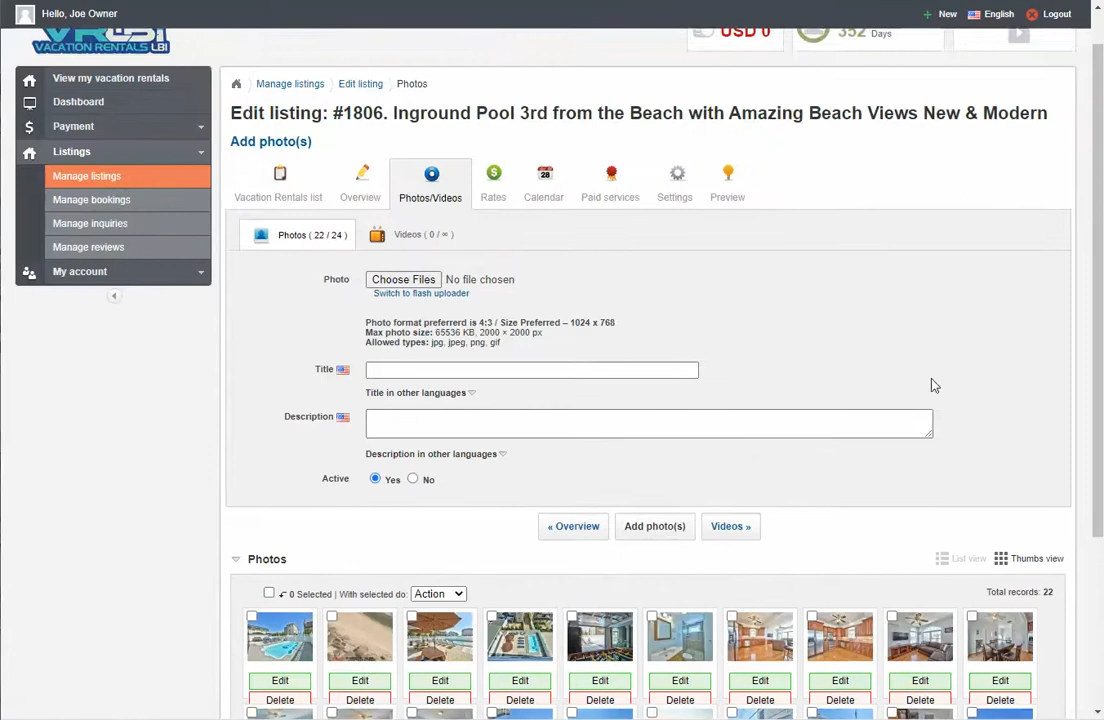 Hello, Joe Owner
New
English
Logout
VRLBI
VACATION RENTALS LBI
USD 0
352 Days
View my vacation rentals
Dashboard
Payment
Listings
Manage listings
Manage bookings
Manage inquiries
Manage reviews
My account
Manage listings
Edit listing
Photos
Edit listing: #1806. Inground Pool 3rd from the Beach with Amazing Beach Views New & Modern
Add photo(s)
28
Vacation Rentals list
Overview
Photos/Videos
Rates
Calendar
Paid services
Settings
Preview
Photos ( 22 / 24 )
Videos ( 0 / ∞ )
Photo
Choose Files No file chosen
Switch to flash uploader
Photo format preferrerd is 4:3 / Size Preferred – 1024 x 768
Max photo size: 65536 KB, 2000 × 2000 px
Allowed types: jpg, jpeg, png, gif
Title
Title in other languages
Description
Description in other languages
Active
Yes
No
« Overview
Add photo(s)
Videos »
Photos
List view
Thumbs view
0 Selected | With selected do: Action
Total records: 22
Edit Edit Edit Edit Edit Edit Edit Edit Edit Edit
Delete Delete Delete Delete Delete Delete Delete Delete Delete Delete